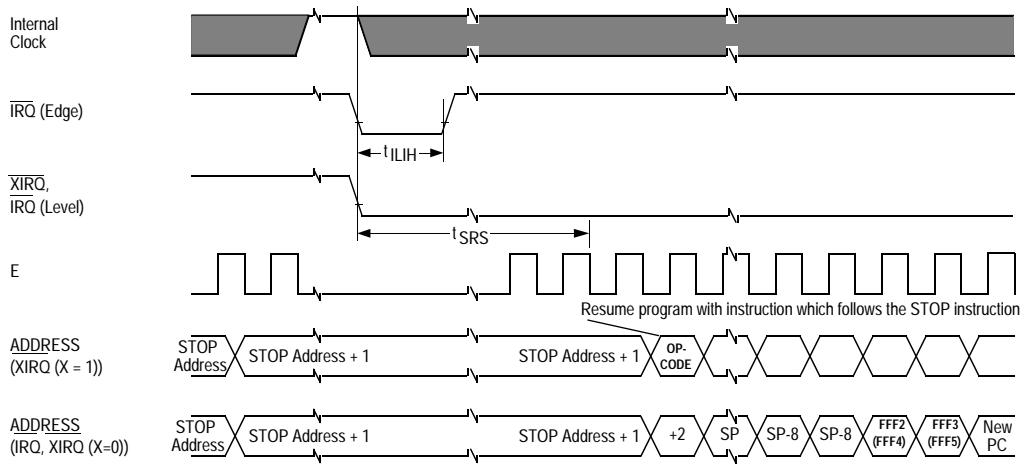 Internal
Clock
IRQ (Edge)
tILIH
XIRQ,
IRQ (Level)
tSRS
E
Resume program with instruction which follows the STOP instruction
ADDRESS
(XIRQ (X = 1))
STOP
Address
STOP Address + 1
STOP Address + 1
OP-
CODE
ADDRESS
(IRQ, XIRQ (X=0))
STOP
Address
STOP Address + 1
STOP Address + 1
+2
SP
SP-8
SP-8
FFF2
(FFF4)
FFF3
(FFF5)
New
PC